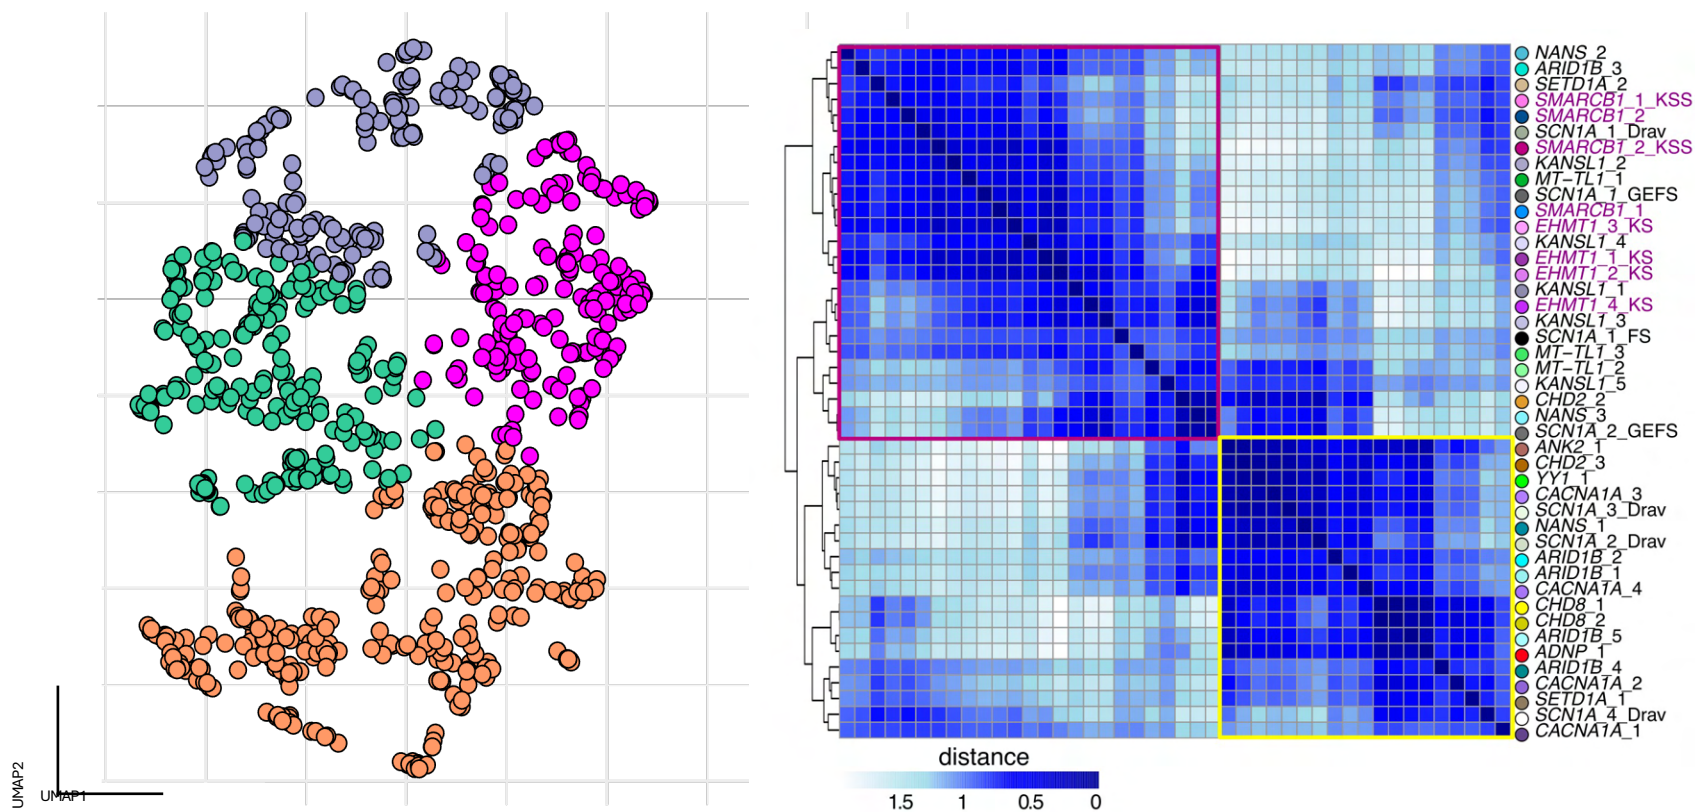 UMAP2
UMAP1
NANS_2
ARID1B_3
SETD1A_2
SMARCB1_1_KSS
SMARCB1_2
SCN1A_1_Drav
SMARCB1_2_KSS
KANSL1_2
MT-TL1_1
SCN1A_1_GEFS
SMARCB1_1
EHMT1_3_KS
KANSL1_4
EHMT1_1_KS
EHMT1_2_KS
KANSL1_1
EHMT1_4_KS
KANSL1_3
SCN1A_1_FS
MT-TL1_3
MT-TL1_2
KANSL1_5
CHD2_2
NANS_3
SCN1A_2_GEFS
ANK2_1
CHD2_3
YY1_1
CACNA1A_3
SCN1A_3_Drav
NANS_1
SCN1A_2_Drav
ARID1B_2
ARID1B_1
CACNA1A_4
CHD8_1
CHD8_2
ARID1B_5
ADNP_1
ARID1B_4
CACNA1A_2
SETD1A_1
SCN1A_4_Drav
CACNA1A_1
distance
1.5 1 0.5 0